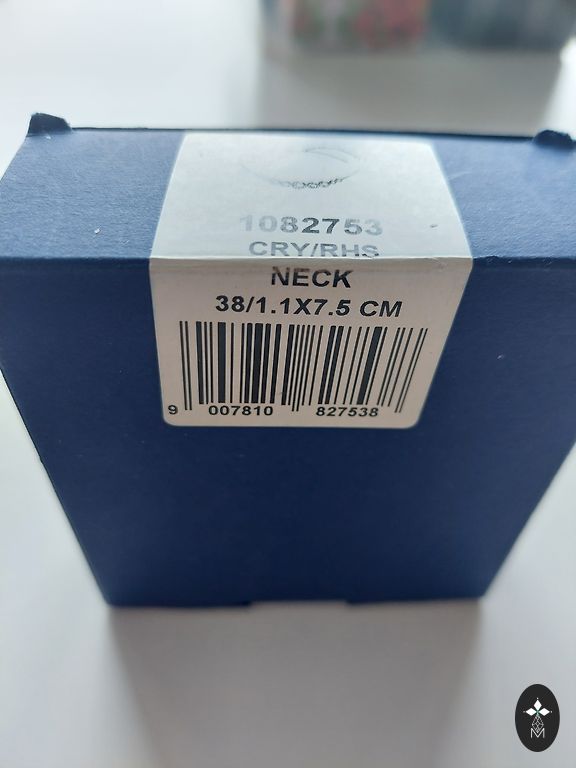 1082753
CRY/RHS
NECK
38/1.1X7.5 CM
9 007810 827538
M